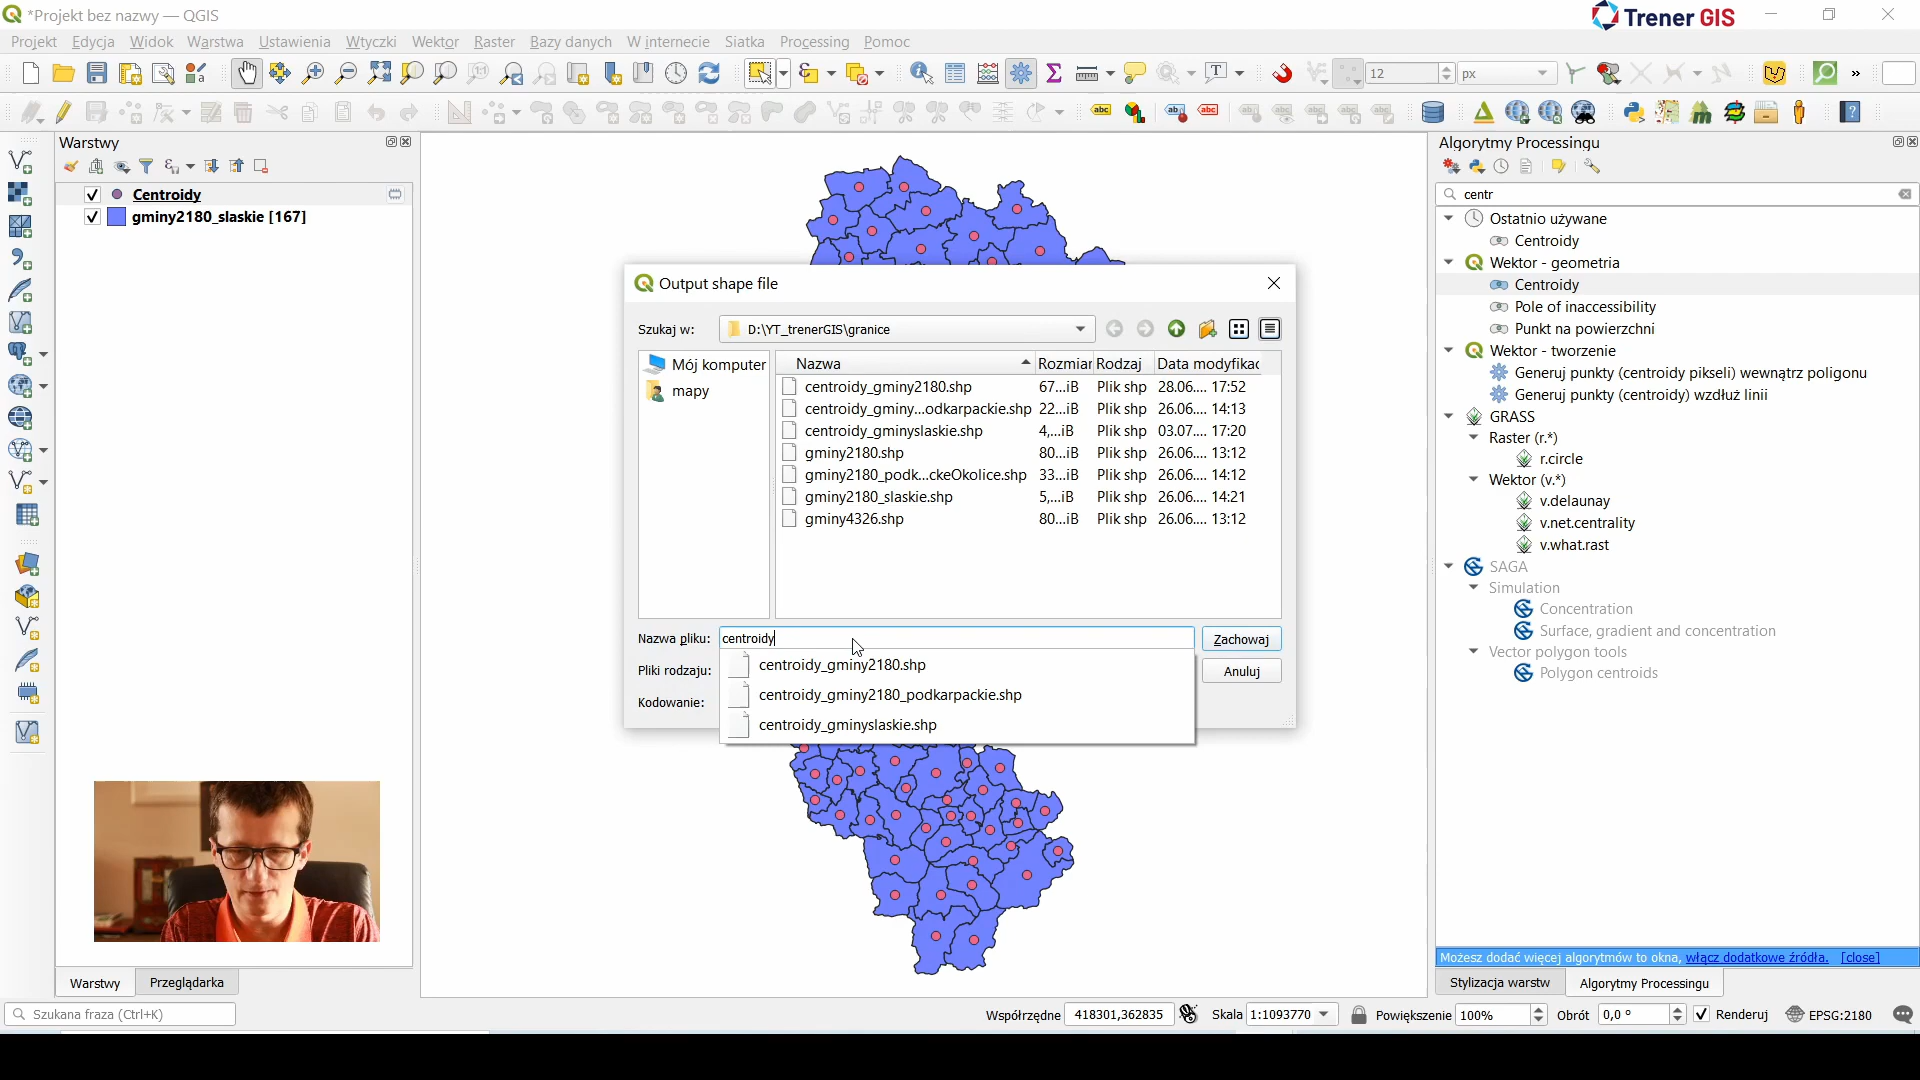 *Projekt bez nazwy — QGIS
Trener GIS
Projekt Edycja Widok Warstwa Ustawienia Wtyczki Wektor Raster Bazy danych W internecie Siatka Processing Pomoc
12 px
Warstwy
Centroidy
gminy2180_slaskie [167]
Output shape file
Szukaj w: D:\YT_trenerGIS\granice
Mój komputer
mapy
Nazwa Rozmiar Rodzaj Data modyfikac
centroidy_gminy2180.shp 67...iB Plik shp 28.06.... 17:52
centroidy_gminy...odkarpackie.shp 22...iB Plik shp 26.06.... 14:13
centroidy_gminyslaskie.shp 4,...iB Plik shp 03.07.... 17:20
gminy2180.shp 80...iB Plik shp 26.06.... 13:12
gminy2180_podk...ckeOkolice.shp 33...iB Plik shp 26.06.... 14:12
gminy2180_slaskie.shp 5,...iB Plik shp 26.06.... 14:21
gminy4326.shp 80...iB Plik shp 26.06.... 13:12
Nazwa pliku: centroidy Zachowaj
Pliki rodzaju: Anuluj
Kodowanie:
centroidy_gminy2180.shp
centroidy_gminy2180_podkarpackie.shp
centroidy_gminyslaskie.shp
Algorytmy Processingu
centr
Ostatnio używane
Centroidy
Wektor - geometria
Centroidy
Pole of inaccessibility
Punkt na powierzchni
Wektor - tworzenie
Generuj punkty (centroidy pikseli) wewnątrz poligonu
Generuj punkty (centroidy) wzdłuż linii
GRASS
Raster (r.*)
r.circle
Wektor (v.*)
v.delaunay
v.net.centrality
v.what.rast
SAGA
Simulation
Concentration
Surface, gradient and concentration
Vector polygon tools
Polygon centroids
Możesz dodać więcej algorytmów to okna, włącz dodatkowe źródła. [close]
Warstwy Przeglądarka
Stylizacja warstw Algorytmy Processingu
Szukana fraza (Ctrl+K) Współrzędne 418301,362835 Skala 1:1093770 Powiększenie 100% Obrót 0,0 ° Renderuj EPSG:2180